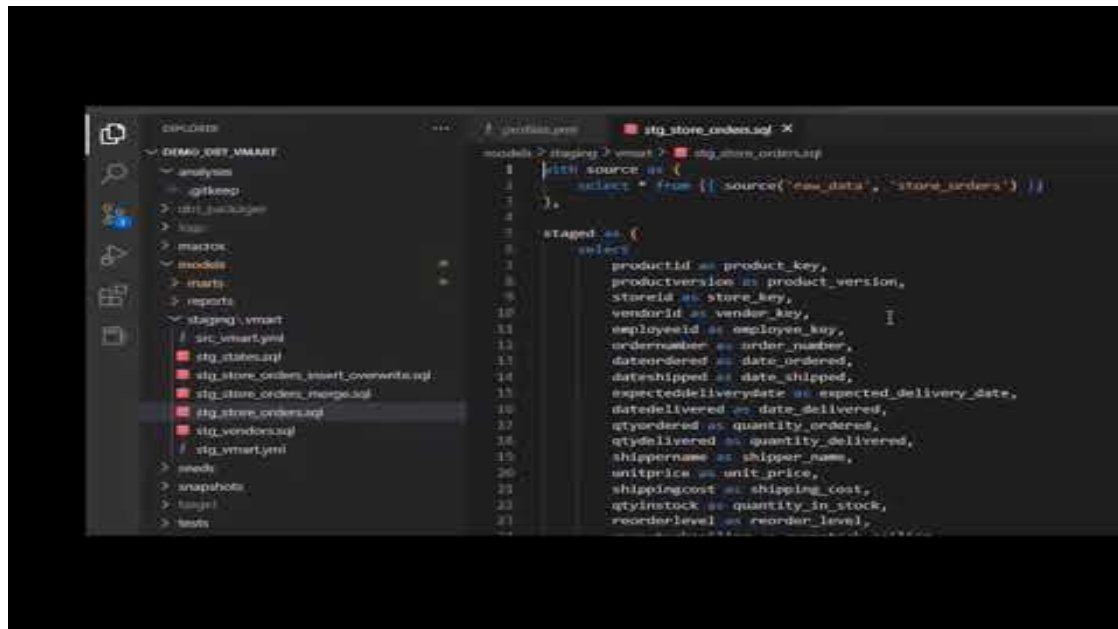 EXPLORER
DEMO_DBT_VMART
analyses
.gitkeep
dbt_packages
logs
macros
models
marts
reports
staging \ vmart
src_vmart.yml
stg_states.sql
stg_store_orders_insert_overwrite.sql
stg_store_orders_merge.sql
stg_store_orders.sql
stg_vendors.sql
stg_vmart.yml
seeds
snapshots
target
tests
profiles.yml
stg_store_orders.sql
models > staging > vmart > stg_store_orders.sql
1 with source as (
2 select * from {{ source('raw_data', 'store_orders') }}
3 ),
4
5 staged as (
6 select
7 productid as product_key,
8 productversion as product_version,
9 storeid as store_key,
10 vendorid as vendor_key,
11 employeeid as employee_key,
12 ordernumber as order_number,
13 dateordered as date_ordered,
14 dateshipped as date_shipped,
15 expecteddeliverydate as expected_delivery_date,
16 datedelivered as date_delivered,
17 qtyordered as quantity_ordered,
18 qtydelivered as quantity_delivered,
19 shippername as shipper_name,
20 unitprice as unit_price,
21 shippingcost as shipping_cost,
22 qtyinstock as quantity_in_stock,
23 reorderlevel as reorder_level,